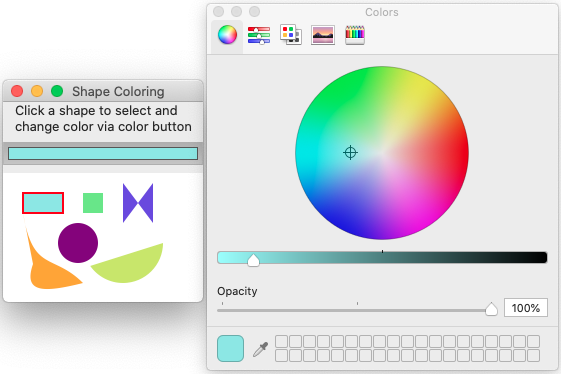 Colors
Shape Coloring
Click a shape to select and
change color via color button
Opacity
100%